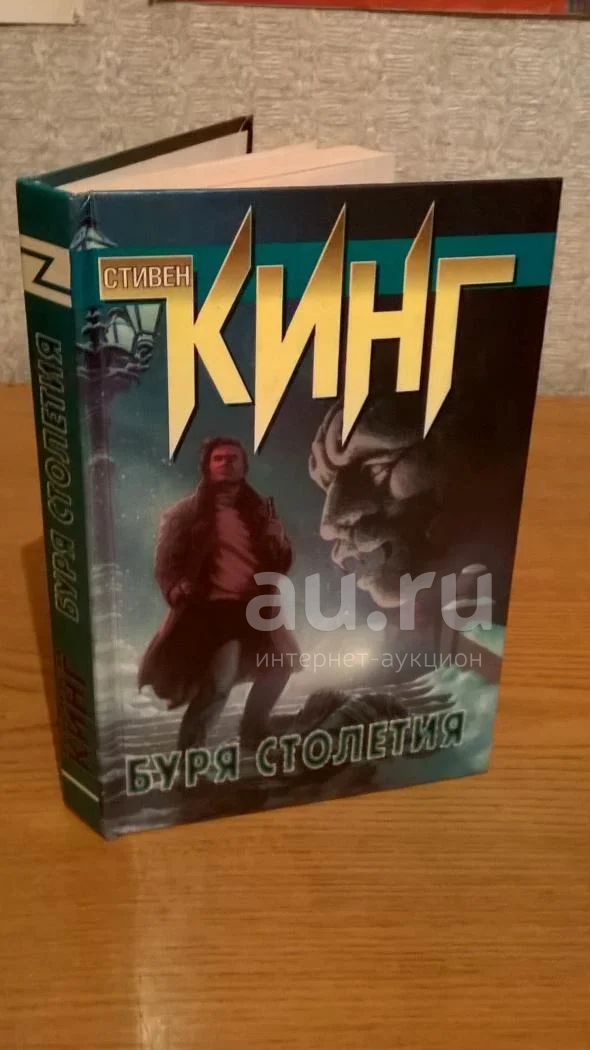 СТИВЕН
КИНГ
БУРЯ СТОЛЕТИЯ
КИНГ
БУРЯ СТОЛЕТИЯ
au.ru
интернет-аукцион